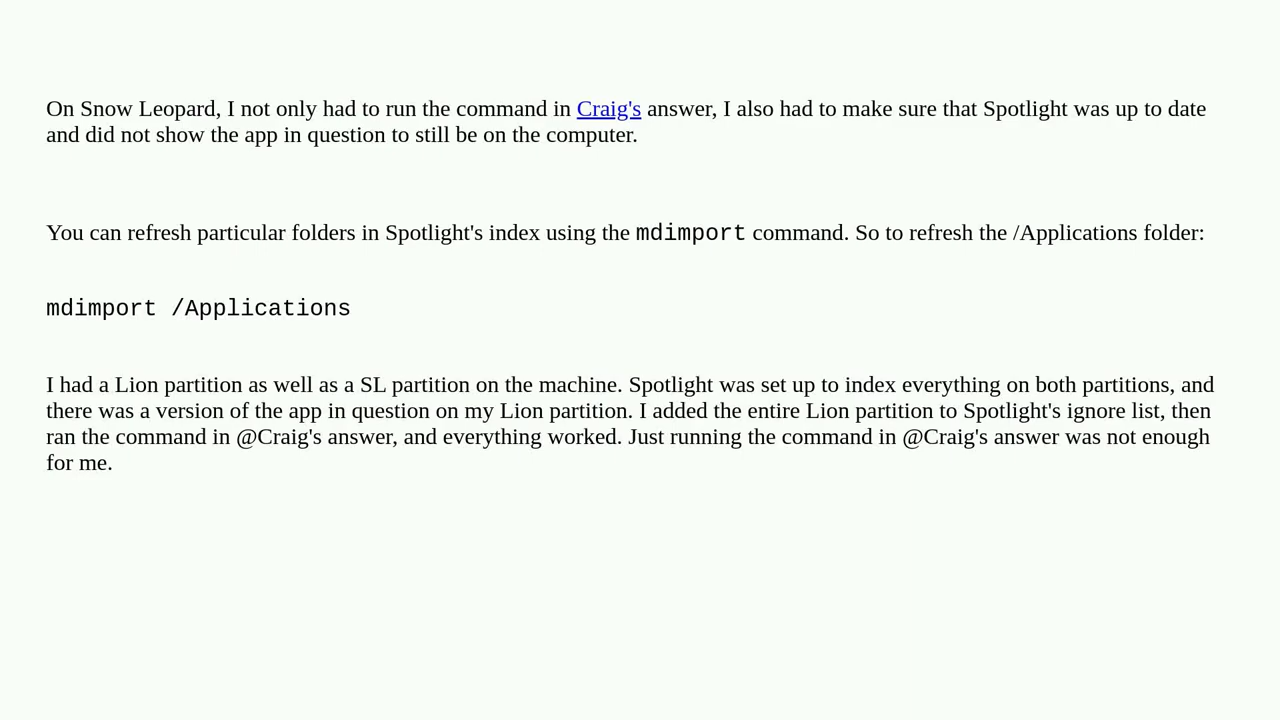 On Snow Leopard, I not only had to run the command in Craig's answer, I also had to make sure that Spotlight was up to date
and did not show the app in question to still be on the computer.
You can refresh particular folders in Spotlight's index using the mdimport command. So to refresh the /Applications folder:
mdimport /Applications
I had a Lion partition as well as a SL partition on the machine. Spotlight was set up to index everything on both partitions, and
there was a version of the app in question on my Lion partition. I added the entire Lion partition to Spotlight's ignore list, then
ran the command in @Craig's answer, and everything worked. Just running the command in @Craig's answer was not enough
for me.